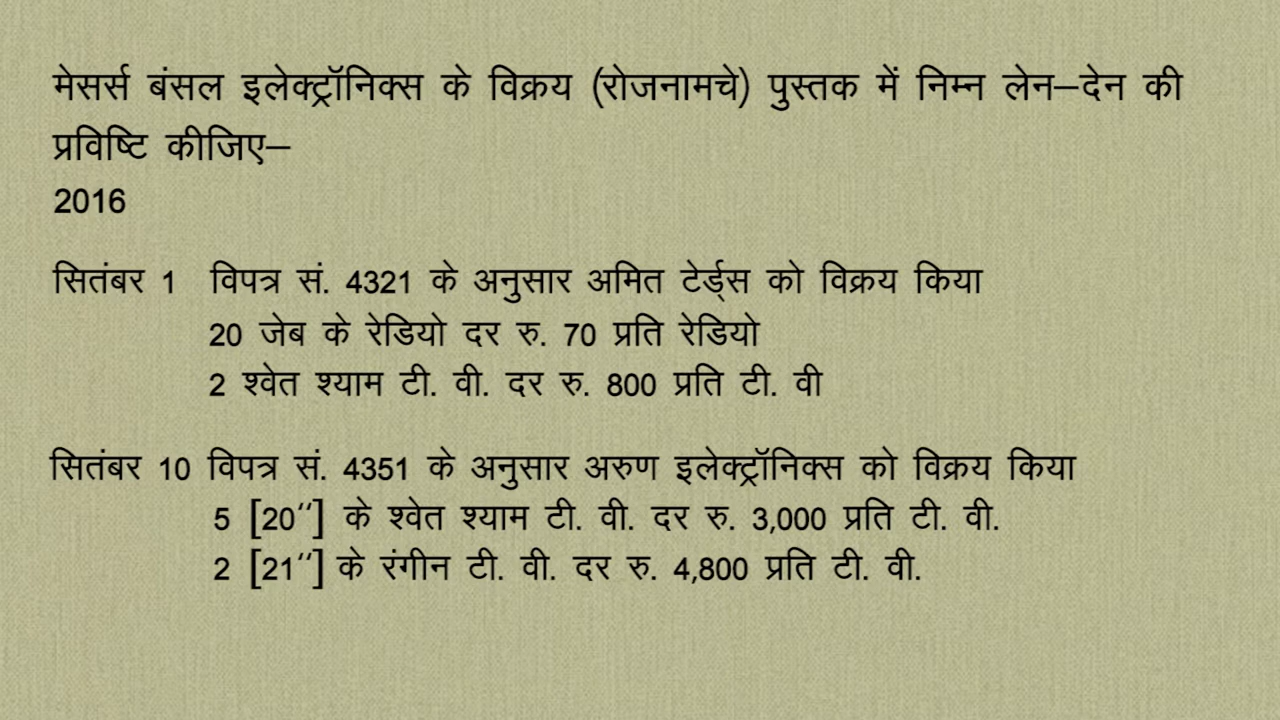 मेसर्स बंसल इलेक्ट्रॉनिक्स के विक्रय (रोजनामचे) पुस्तक में निम्न लेन–देन की
प्रविष्टि कीजिए–
2016
सितंबर 1 विपत्र सं. 4321 के अनुसार अमित टेर्ड्स को विक्रय किया
20 जेब के रेडियो दर रु. 70 प्रति रेडियो
2 श्वेत श्याम टी. वी. दर रु. 800 प्रति टी. वी
सितंबर 10 विपत्र सं. 4351 के अनुसार अरुण इलेक्ट्रॉनिक्स को विक्रय किया
5 [20′′] के श्वेत श्याम टी. वी. दर रु. 3,000 प्रति टी. वी.
2 [21′′] के रंगीन टी. वी. दर रु. 4,800 प्रति टी. वी.